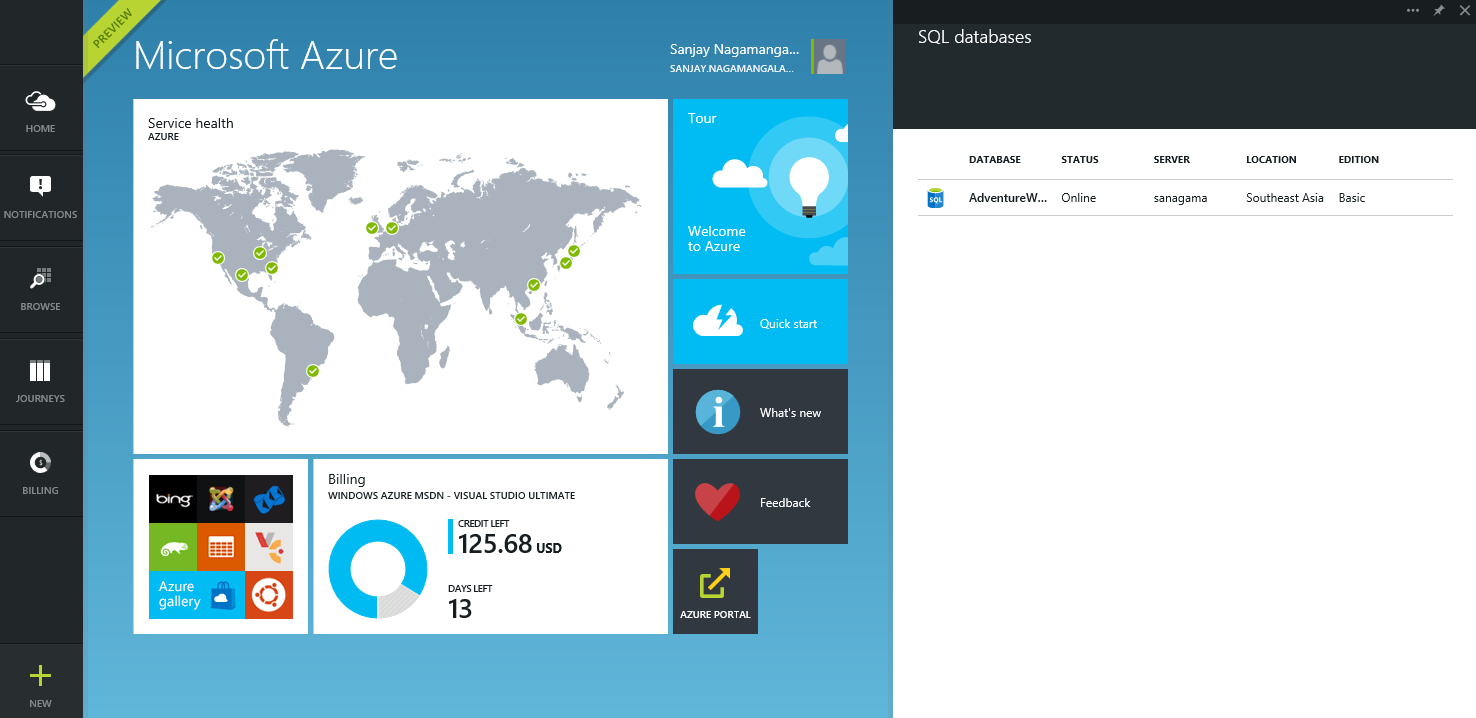 PREVIEW
HOME
NOTIFICATIONS
BROWSE
JOURNEYS
BILLING
NEW
Microsoft Azure
Sanjay Nagamanga...
SANJAY.NAGAMANGALA...
Service health
AZURE
Tour
Welcome
to Azure
Quick start
What's new
Feedback
AZURE PORTAL
bing
Azure
gallery
Billing
WINDOWS AZURE MSDN - VISUAL STUDIO ULTIMATE
CREDIT LEFT
125.68 USD
DAYS LEFT
13
SQL databases
DATABASE STATUS SERVER LOCATION EDITION
SQL AdventureW... Online sanagama Southeast Asia Basic